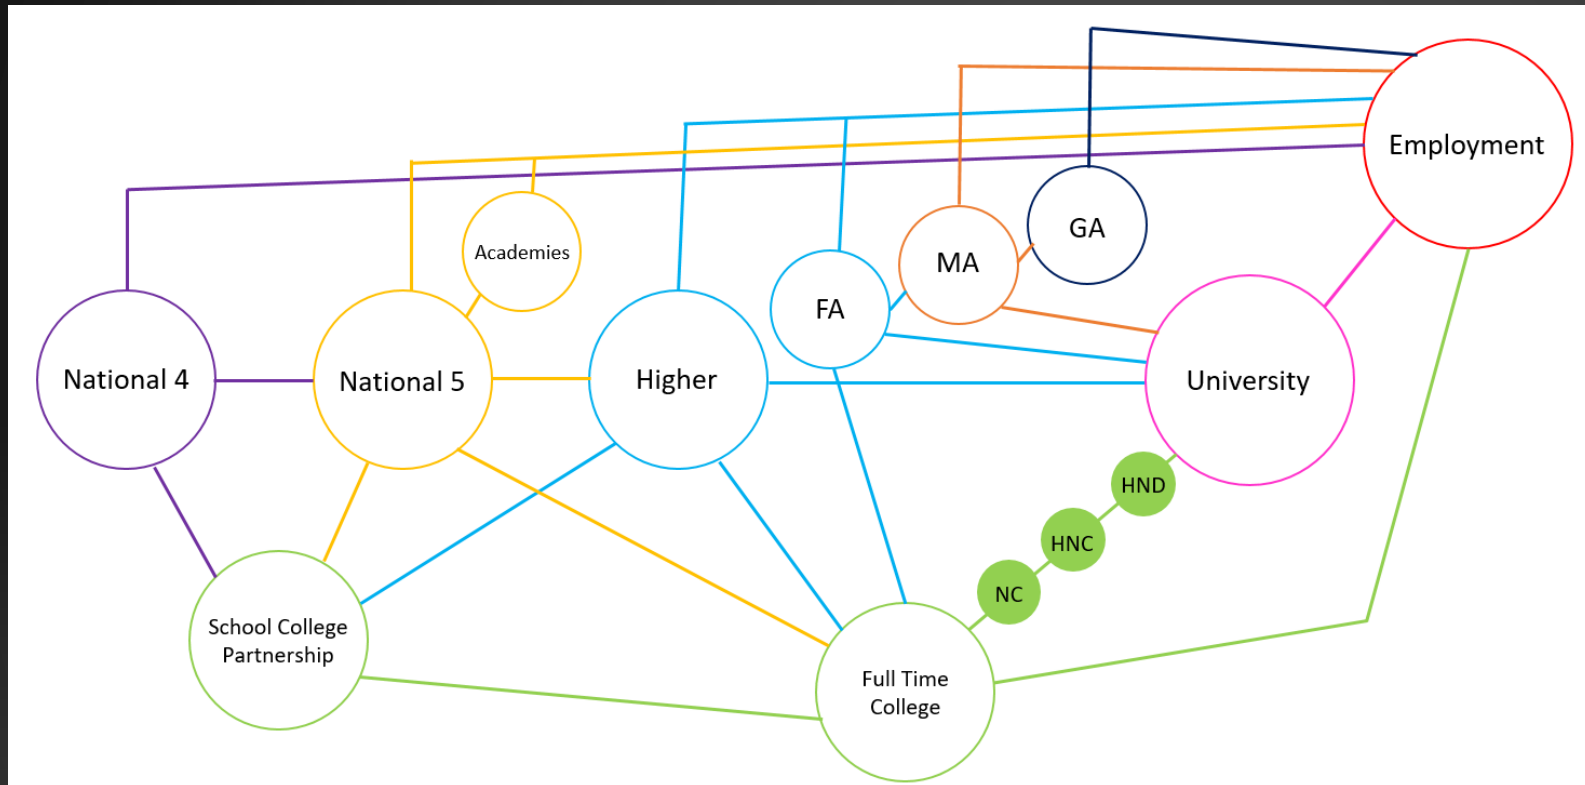 Employment
GA
MA
Academies
FA
National 4
National 5
Higher
University
HND
HNC
NC
School College
Partnership
Full Time
College